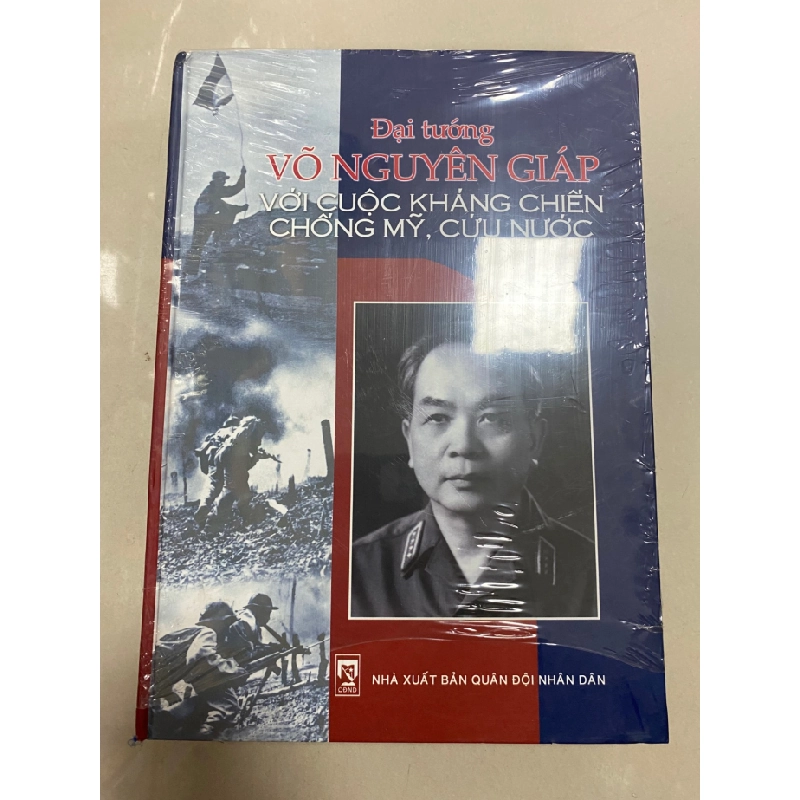 Đại tướng
VÕ NGUYÊN GIÁP
VỚI CUỘC KHÁNG CHIẾN
CHỐNG MỸ, CỨU NƯỚC
QĐND
NHÀ XUẤT BẢN QUÂN ĐỘI NHÂN DÂN